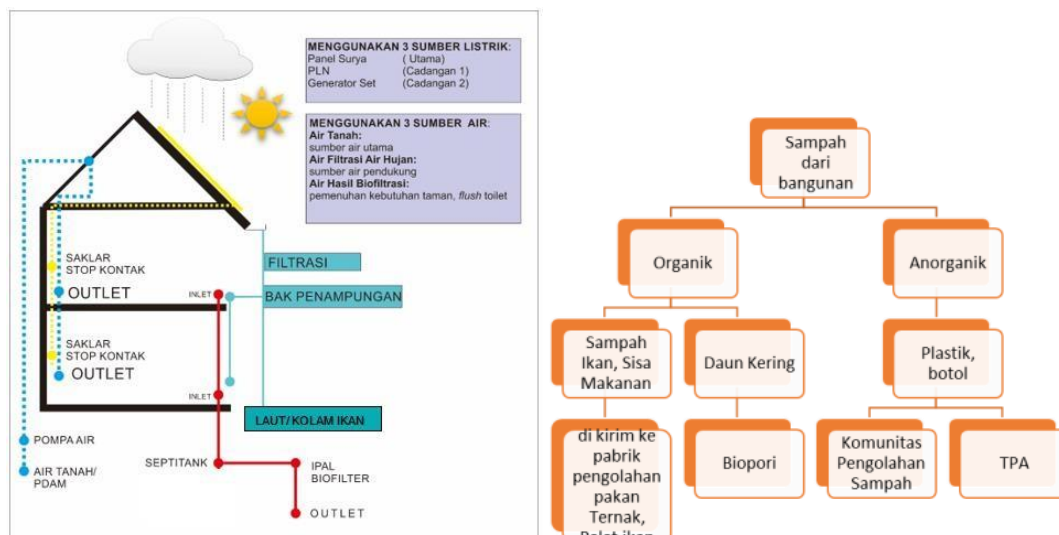 MENGGUNAKAN 3 SUMBER LISTRIK:
Panel Surya ( Utama)
PLN (Cadangan 1)
Generator Set (Cadangan 2)
MENGGUNAKAN 3 SUMBER AIR:
Air Tanah:
sumber air utama
Air Filtrasi Air Hujan:
sumber air pendukung
Air Hasil Biofiltrasi:
pemenuhan kebutuhan taman, flush toilet
SAKLAR
STOP KONTAK
OUTLET
FILTRASI
INLET
BAK PENAMPUNGAN
SAKLAR
STOP KONTAK
OUTLET
INLET
LAUT/KOLAM IKAN
POMPA AIR
AIR TANAH/
PDAM
SEPTITANK
IPAL
BIOFILTER
OUTLET
Sampah
dari
bangunan
Organik
Anorganik
Sampah
Ikan, Sisa
Makanan
Daun Kering
Plastik,
botol
di kirim ke
pabrik
pengolahan
pakan
Ternak,
Biopori
Komunitas
Pengolahan
Sampah
TPA